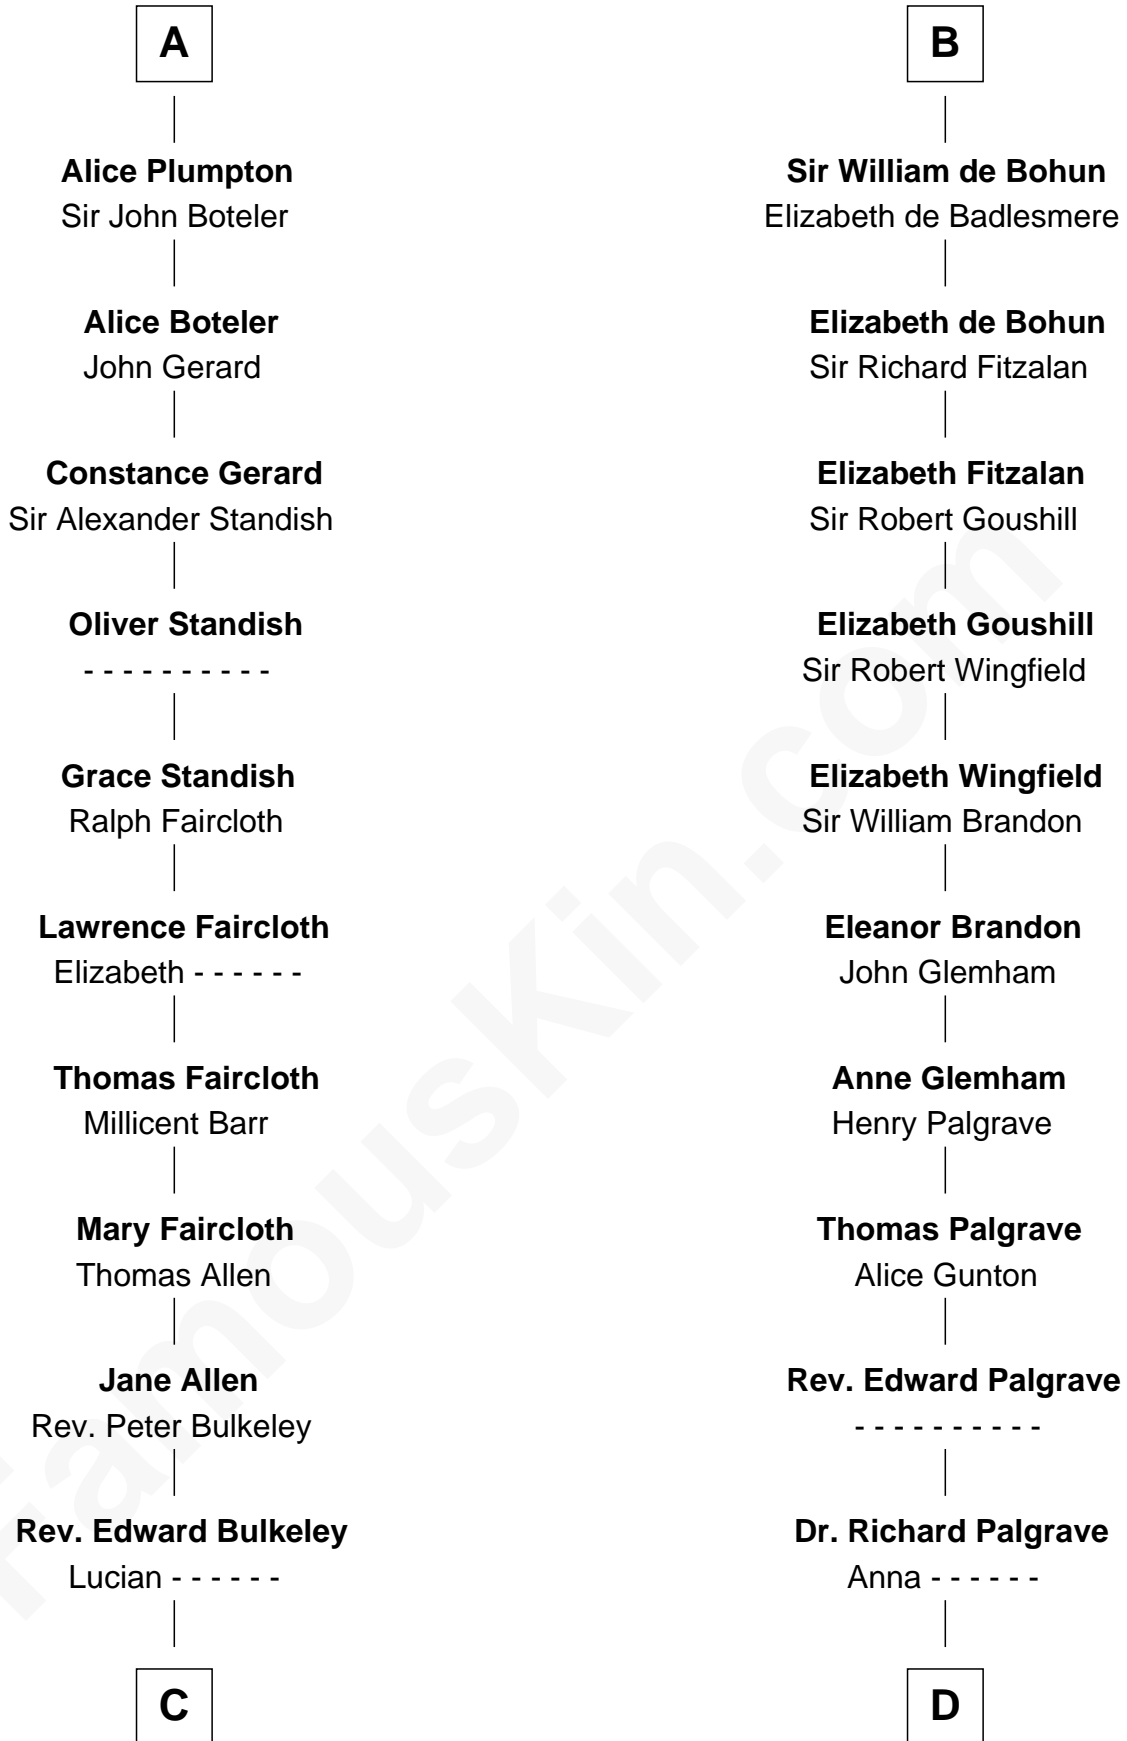 A
Alice Plumpton
Sir John Boteler
Alice Boteler
John Gerard
Constance Gerard
Sir Alexander Standish
Oliver Standish
- - - - - - - - - -
Grace Standish
Ralph Faircloth
Lawrence Faircloth
Elizabeth - - - - - -
Thomas Faircloth
Millicent Barr
Mary Faircloth
Thomas Allen
Jane Allen
Rev. Peter Bulkeley
Rev. Edward Bulkeley
Lucian - - - - - -
C
B
Sir William de Bohun
Elizabeth de Badlesmere
Elizabeth de Bohun
Sir Richard Fitzalan
Elizabeth Fitzalan
Sir Robert Goushill
Elizabeth Goushill
Sir Robert Wingfield
Elizabeth Wingfield
Sir William Brandon
Eleanor Brandon
John Glemham
Anne Glemham
Henry Palgrave
Thomas Palgrave
Alice Gunton
Rev. Edward Palgrave
- - - - - - - - - -
Dr. Richard Palgrave
Anna - - - - - -
D
FamousKin.com